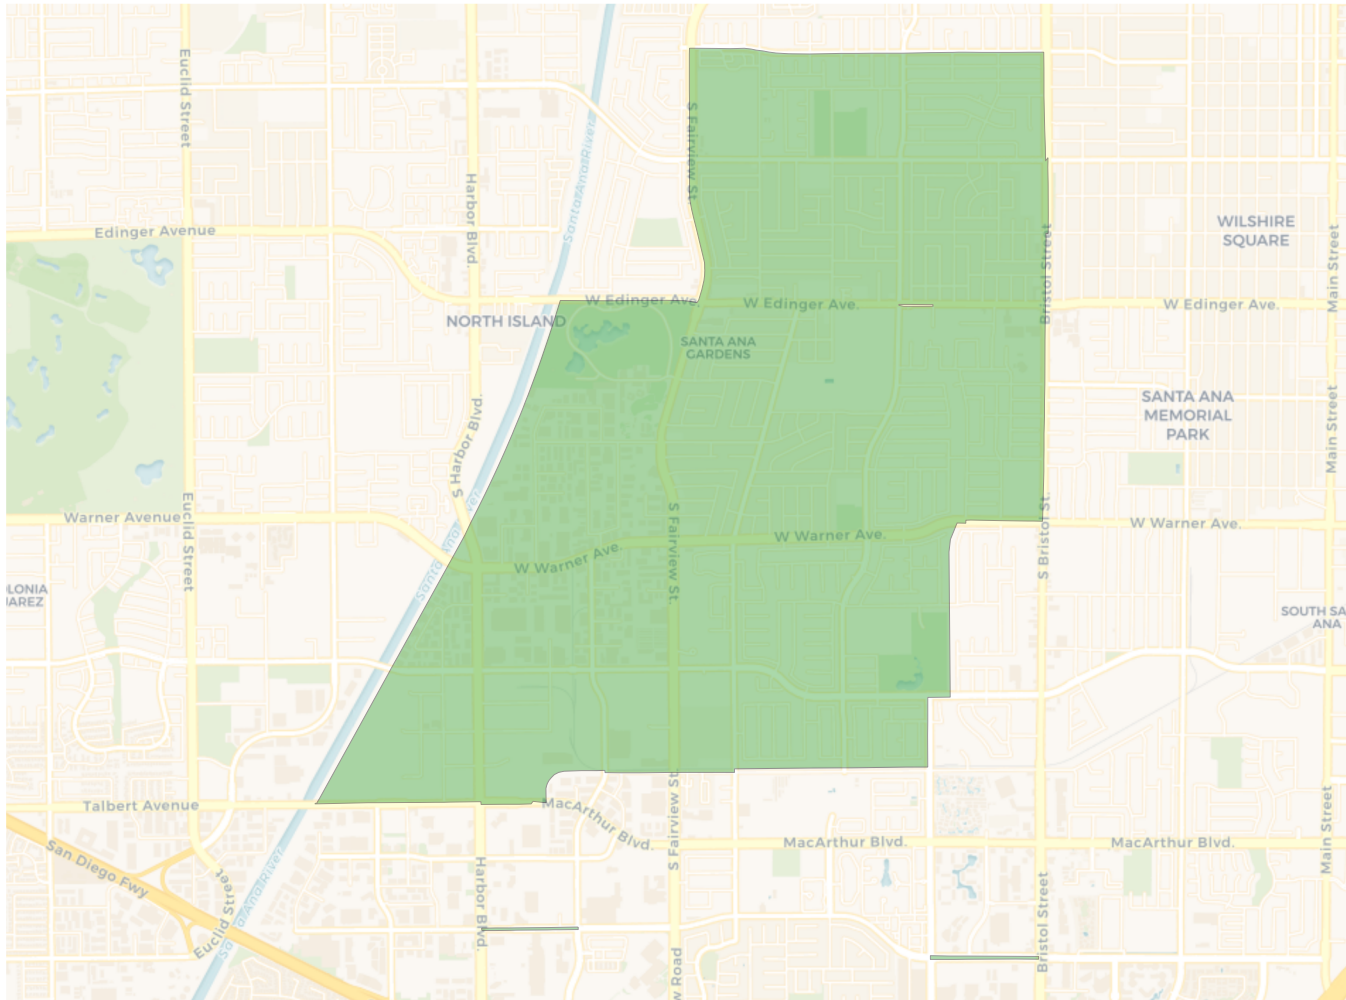 Euclid Street
Harbor Blvd.
Santa Ana River
S Fairview St.
Edinger Avenue
WILSHIRE
SQUARE
Main Street
Bristol Street
W Edinger Ave.
W Edinger Ave.
W Edinger Ave.
NORTH ISLAND
SANTA ANA
GARDENS
SANTA ANA
MEMORIAL
PARK
Main Street
S Harbor Blvd.
Warner Avenue
Euclid Street
Santa Ana River
S Fairview St.
W Warner Ave.
W Warner Ave.
W Warner Ave.
S Bristol St.
LONIA
JAREZ
SOUTH SA
ANA
Talbert Avenue
MacArthur Blvd.
S Fairview St.
MacArthur Blvd.
MacArthur Blvd.
Main Street
San Diego Fwy
Euclid Street
Santa Ana River
Harbor Blvd.
Bristol Street
w Road